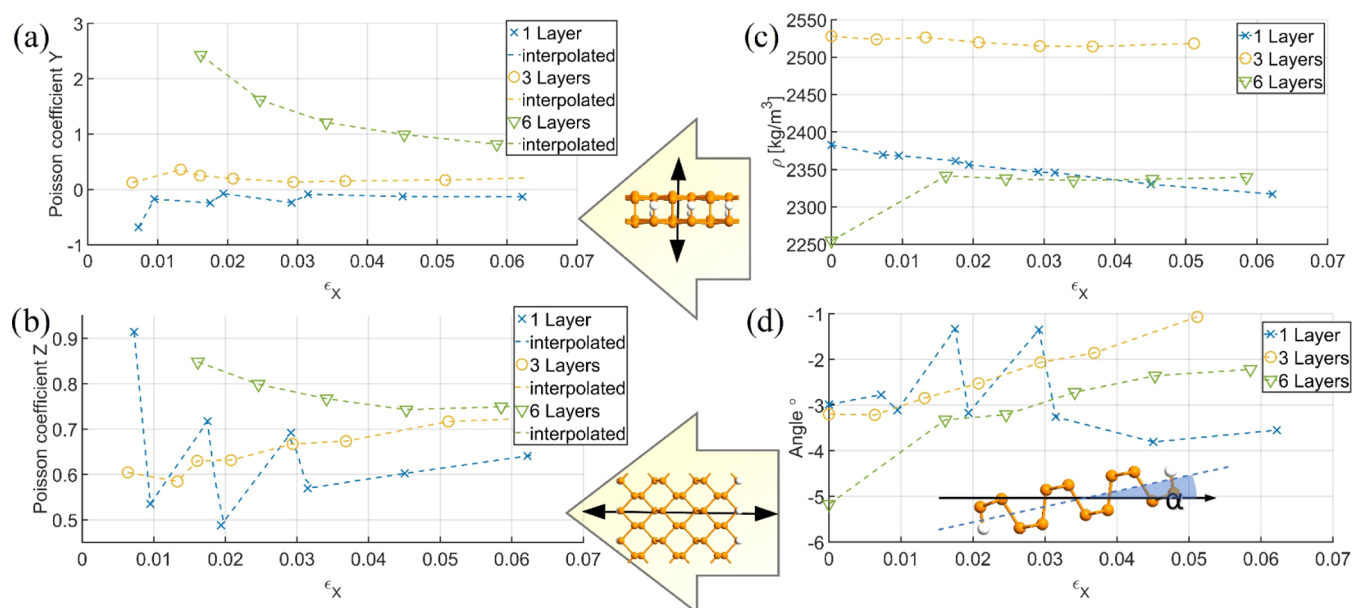 (a)
3
2
1
0
-1
Poisson coefficient Y
0
0.01
0.02
0.03
0.04
0.05
0.06
0.07
ϵX
1 Layer
interpolated
3 Layers
interpolated
6 Layers
interpolated
(c)
2550
2500
2450
2400
2350
2300
2250
ρ [kg/m³]
0
0.01
0.02
0.03
0.04
0.05
0.06
0.07
ϵX
1 Layer
3 Layers
6 Layers
(b)
0.9
0.8
0.7
0.6
0.5
Poisson coefficient Z
0
0.01
0.02
0.03
0.04
0.05
0.06
0.07
ϵX
1 Layer
interpolated
3 Layers
interpolated
6 Layers
interpolated
(d)
-1
-2
-3
-4
-5
-6
Angle°
0
0.01
0.02
0.03
0.04
0.05
0.06
0.07
ϵX
1 Layer
3 Layers
6 Layers
α